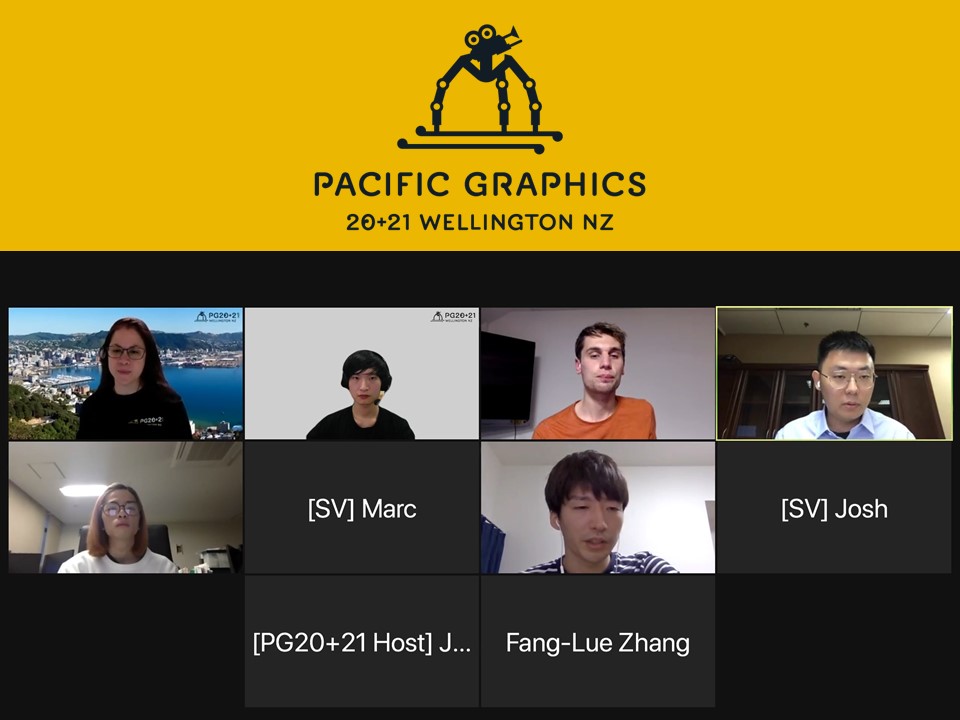 PACIFIC GRAPHICS
20+21 WELLINGTON NZ
PG20+21
WELLINGTON NZ
PG20+21
WELLINGTON NZ
PG20+21
[SV] Marc
[SV] Josh
[PG20+21 Host] J...
Fang-Lue Zhang